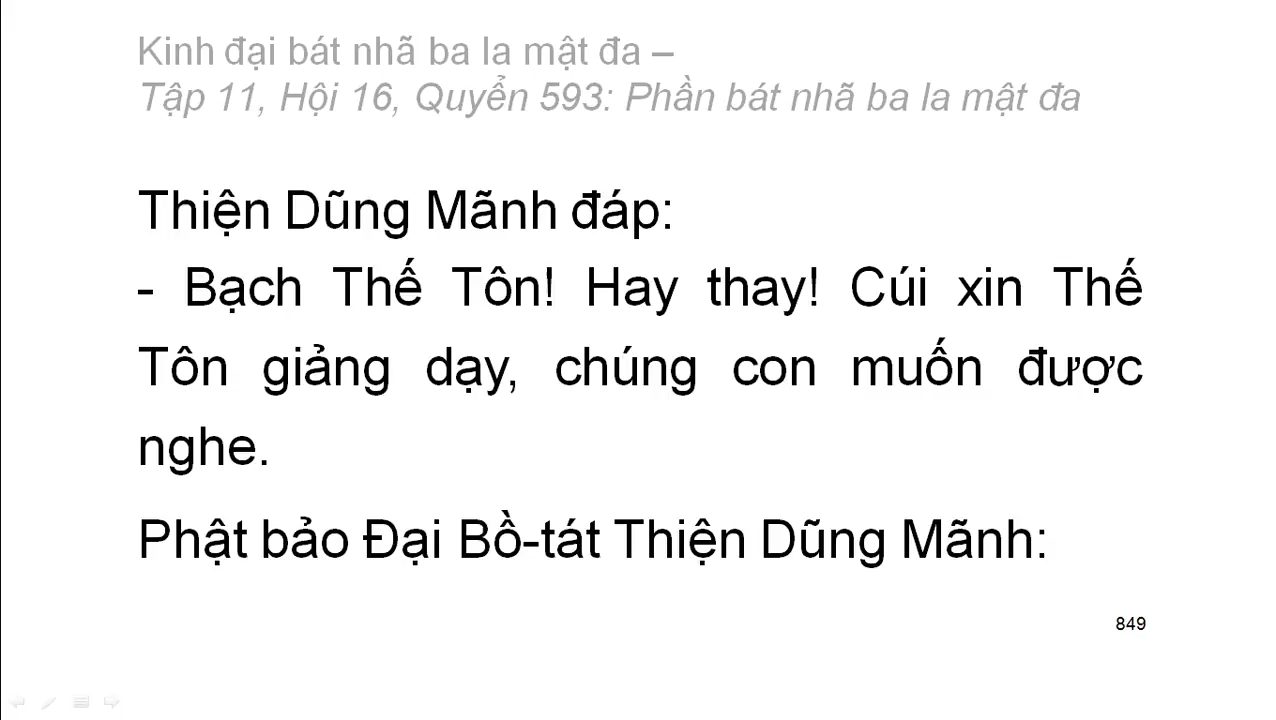 Kinh đại bát nhã ba la mật đa –
Tập 11, Hội 16, Quyển 593: Phần bát nhã ba la mật đa
Thiện Dũng Mãnh đáp:
- Bạch Thế Tôn! Hay thay! Cúi xin Thế
Tôn giảng dạy, chúng con muốn được
nghe.
Phật bảo Đại Bồ-tát Thiện Dũng Mãnh:
849